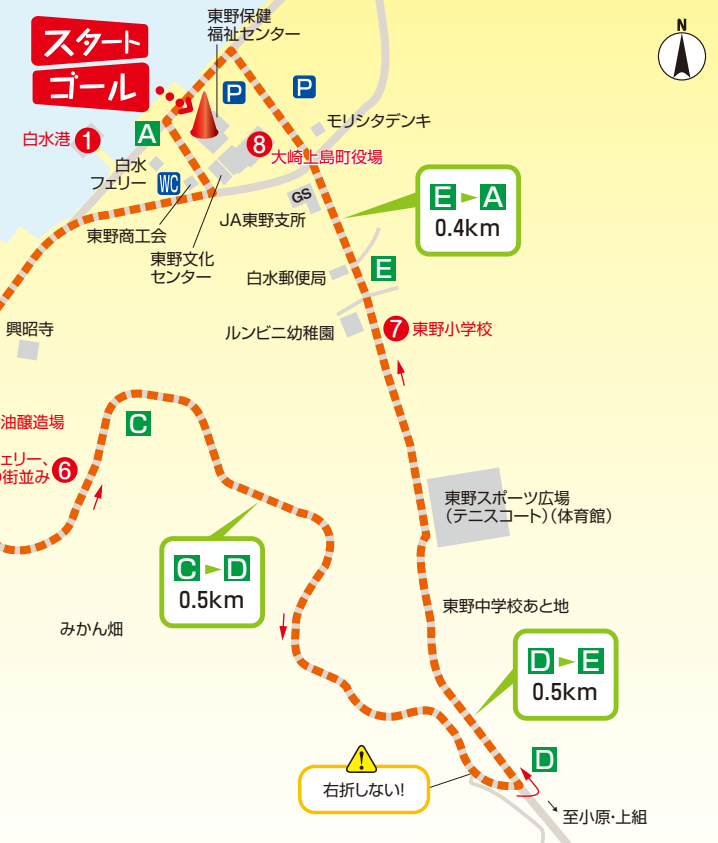 東野保健
福祉センター
N
スタート
ゴール
P
P
モリシタデンキ
A
白水港 1
8
大崎上島町役場
白水
フェリー
WC
E A
0.4km
GS
JA東野支所
東野商工会
東野文化
センター
白水郵便局
E
興昭寺
ルンビニ幼稚園
7 東野小学校
油醸造場
C
ェリー、
の街並み 6
東野スポーツ広場
(テニスコート)(体育館)
C D
0.5km
東野中学校あと地
みかん畑
D E
0.5km
D
右折しない!
至小原・上組